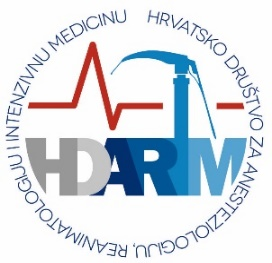 HRVATSKO DRUŠTVO ZA ANESTEZIOLOGIJU, REANIMATOLOGIJU I INTENZIVNU MEDICINU
HDARIM